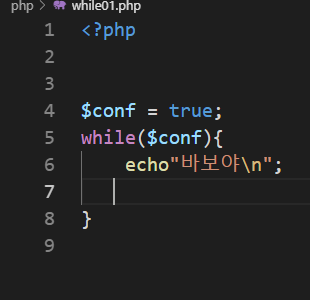 php > while01.php
1 <?php
2
3
4 $conf = true;
5 while($conf){
6 echo"바보야\n";
7
8 }
9